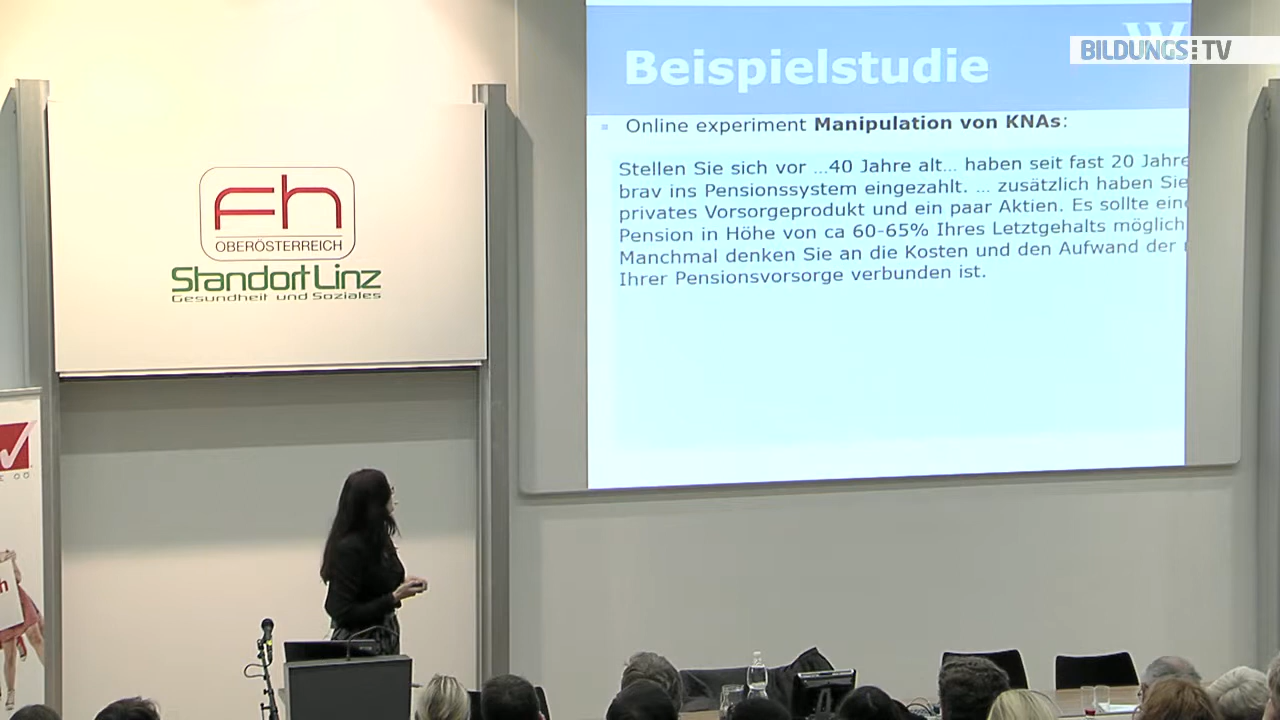 BILDUNGS:TV
Beispielstudie
Online experiment Manipulation von KNAs:
Stellen Sie sich vor ...40 Jahre alt... haben seit fast 20 Jahre
brav ins Pensionssystem eingezahlt. ... zusätzlich haben Sie
privates Vorsorgeprodukt und ein paar Aktien. Es sollte ein
Pension in Höhe von ca 60-65% Ihres Letztgehalts möglich
Manchmal denken Sie an die Kosten und den Aufwand der
Ihrer Pensionsvorsorge verbunden ist.
fh
OBERÖSTERREICH
Standort Linz
Gesundheit und Soziales